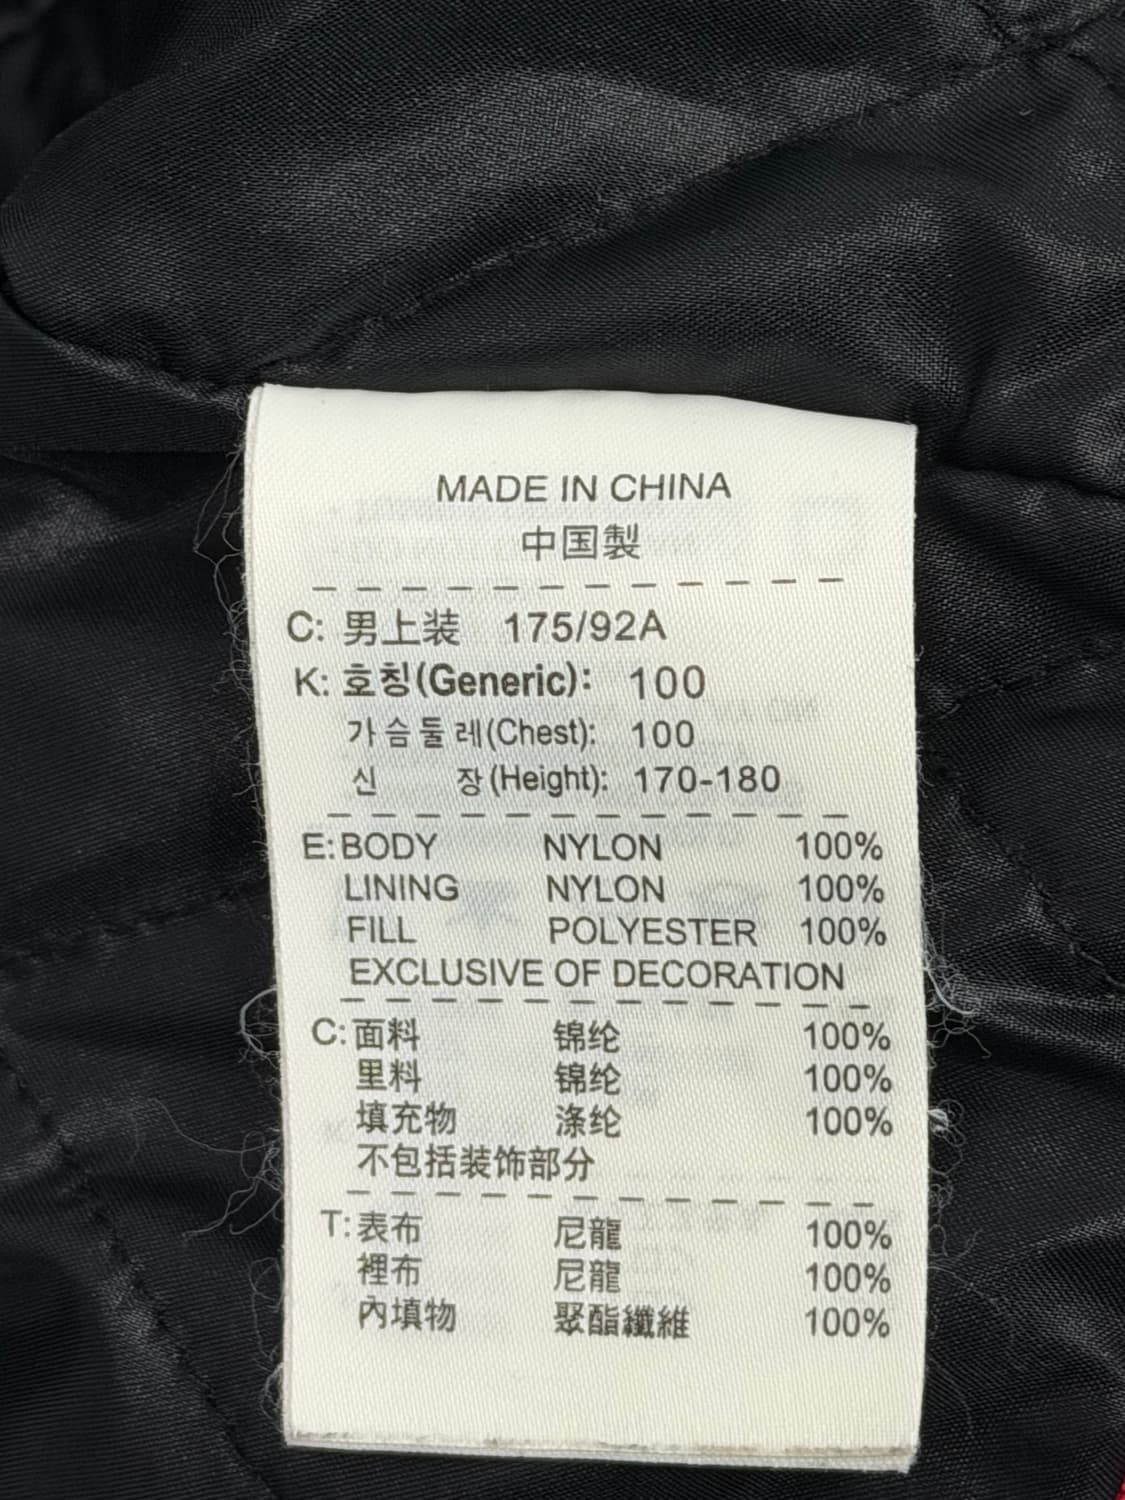 MADE IN CHINA
中国製
C: 男上装 175/92A
K: 호칭(Generic): 100
가슴둘레(Chest): 100
신 장(Height): 170-180
E: BODY NYLON 100%
LINING NYLON 100%
FILL POLYESTER 100%
EXCLUSIVE OF DECORATION
C: 面料 锦纶 100%
里料 锦纶 100%
填充物 涤纶 100%
不包括装饰部分
T: 表布 尼龍 100%
裡布 尼龍 100%
內填物 聚酯纖維 100%